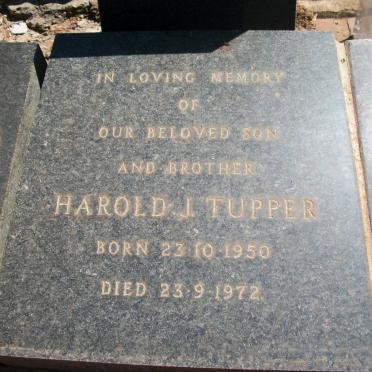 IN LOVING MEMORY
OF
OUR BELOVED SON
AND BROTHER
HAROLD J. TUPPER
BORN 23·10·1950
DIED 23·9·1972